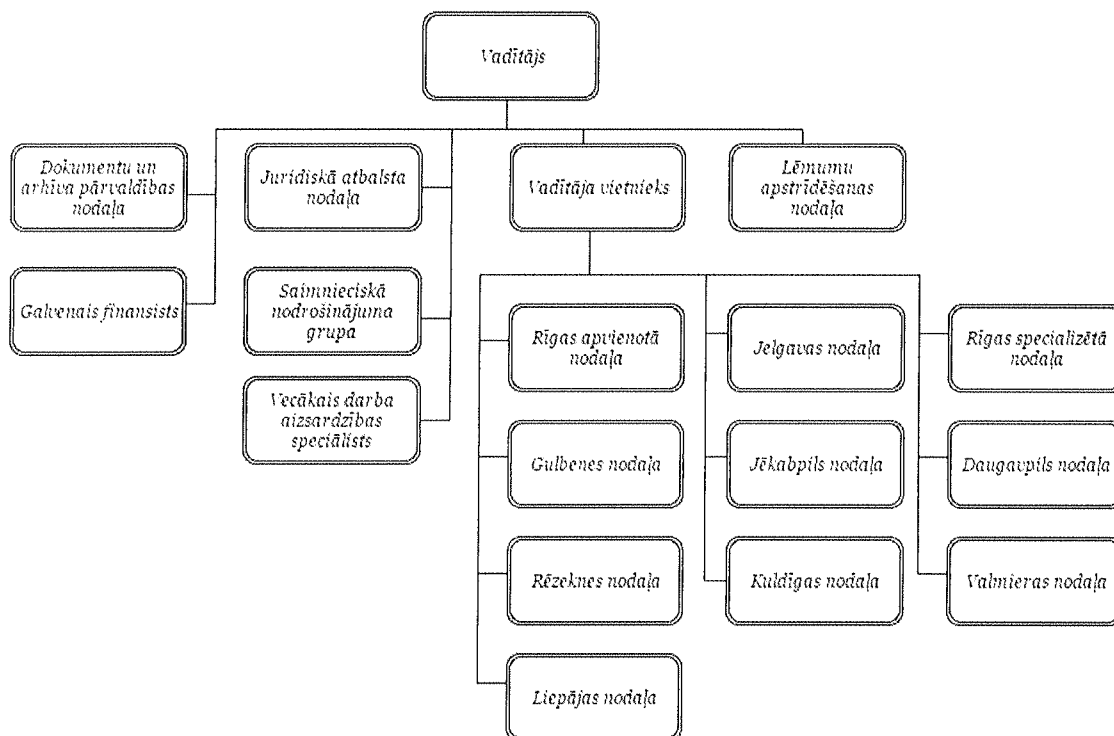 Vadītājs
Dokumentu un
arhīva pārvaldības
nodaļa
Juridiskā atbalsta
nodaļa
Vadītāja vietnieks
Lēmumu
apstrīdēšanas
nodaļa
Galvenais finansists
Saimnieciskā
nodrošinājuma
grupa
Vecākais darba
aizsardzības
speciālists
Rīgas apvienotā
nodaļa
Jelgavas nodaļa
Rīgas specializētā
nodaļa
Gulbenes nodaļa
Jēkabpils nodaļa
Daugavpils nodaļa
Rēzeknes nodaļa
Kuldīgas nodaļa
Valmieras nodaļa
Liepājas nodaļa